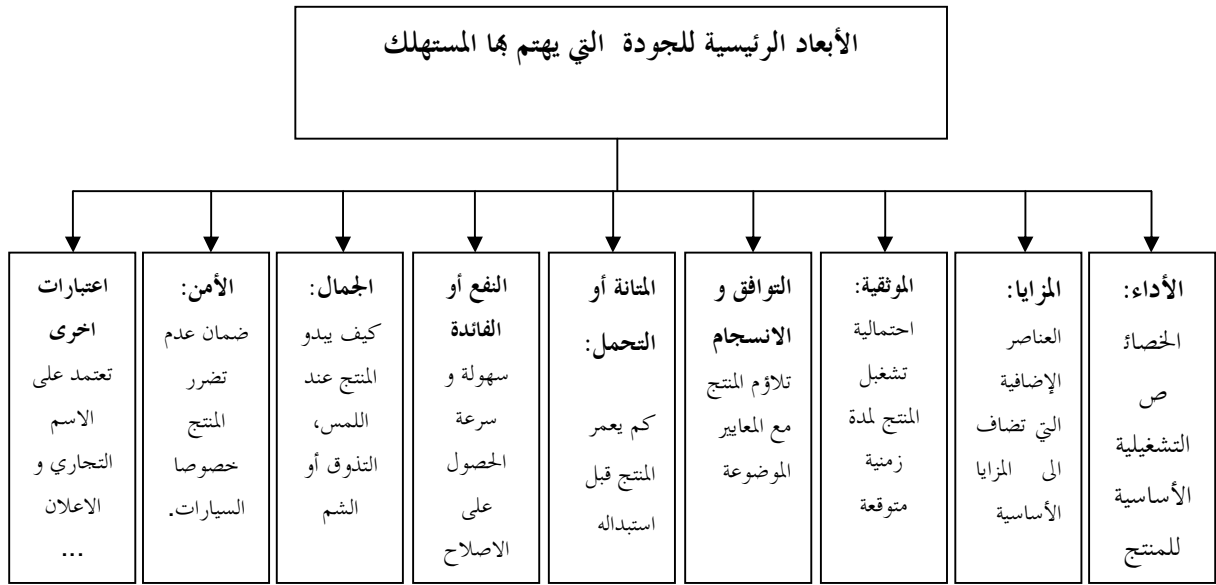 الأبعاد الرئيسية للجودة التي يهتم بها المستهلك
الأداء:
الخصائ
ص
التشغيلية
الأساسية
للمنتج
المزايا:
العناصر
الإضافية
التي تضاف
الى المزايا
الأساسية
الموثقية:
احتمالية
تشغبل
المنتج لمدة
زمنية
متوقعة
التوافق و
الانسجام
تلاؤم المنتج
مع المعايير
الموضوعة
المتانة أو
التحمل:
كم يعمر
المنتج قبل
استبداله
النفع أو
الفائدة
سهولة و
سرعة
الحصول
على
الاصلاح
الجمال:
كيف يبدو
المنتج عند
اللمس،
التذوق أو
الشم
الأمن:
ضمان عدم
تضرر
المنتج
خصوصا
السيارات.
اعتبارات
اخرى
تعتمد على
الاسم
التجاري و
الاعلان
...